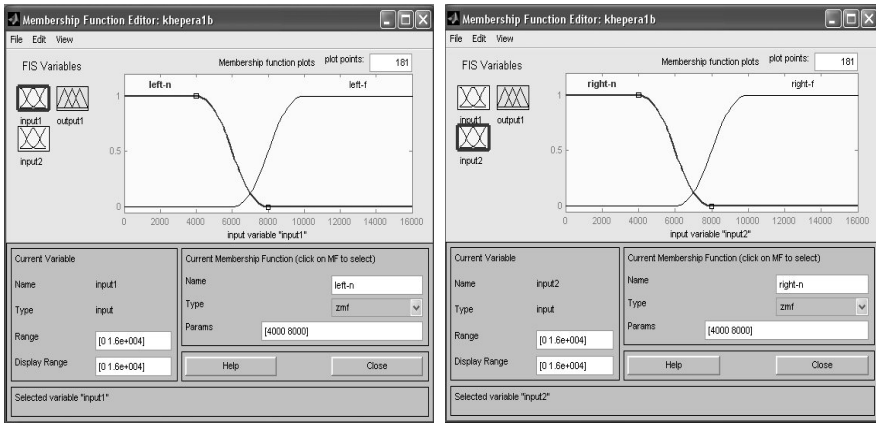 Membership Function Editor: khepera1b
File Edit View
FIS Variables
Membership function plots plot points: 181
input1 output1
input2
left-n left-f
1
0.5
0
0 2000 4000 6000 8000 10000 12000 14000 16000
input variable "input1"
Current Variable
Name input1
Type input
Range [0 1.6e+004]
Display Range [0 1.6e+004]
Current Membership Function (click on MF to select)
Name left-n
Type zmf
Params [4000 8000]
Help Close
Selected variable "input1"
Membership Function Editor: khepera1b
File Edit View
FIS Variables
Membership function plots plot points: 181
input1 output1
input2
right-n right-f
1
0.5
0
0 2000 4000 6000 8000 10000 12000 14000 16000
input variable "input2"
Current Variable
Name input2
Type input
Range [0 1.6e+004]
Display Range [0 1.6e+004]
Current Membership Function (click on MF to select)
Name right-n
Type zmf
Params [4000 8000]
Help Close
Selected variable "input2"